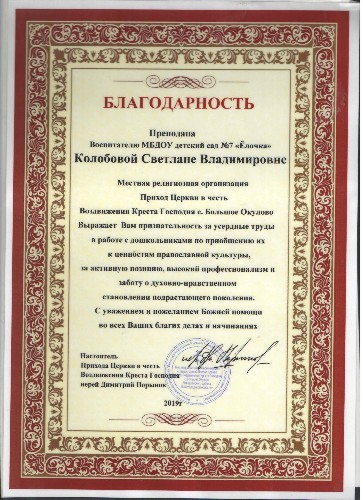 БЛАГОДАРНОСТЬ
Преподана
Воспитателю МБДОУ детский сад №7 «Ёлочка»
Колобовой Светлане Владимировне
Местная религиозная организация
Приход Церкви в честь
Воздвижения Креста Господня с. Большое Окулово
Выражает Вам признательность за усердные труды
в работе с дошкольниками по приобщению их
к ценностям православной культуры,
за активную позицию, высокий профессионализм и
заботу о духовно-нравственном
становлении подрастающего поколения.
С уважением и пожеланием Божией помощи
во всех Ваших благих делах и начинаниях
Настоятель
Прихода Церкви в честь
Воздвижения Креста Господня
иерей Димитрий
2019г